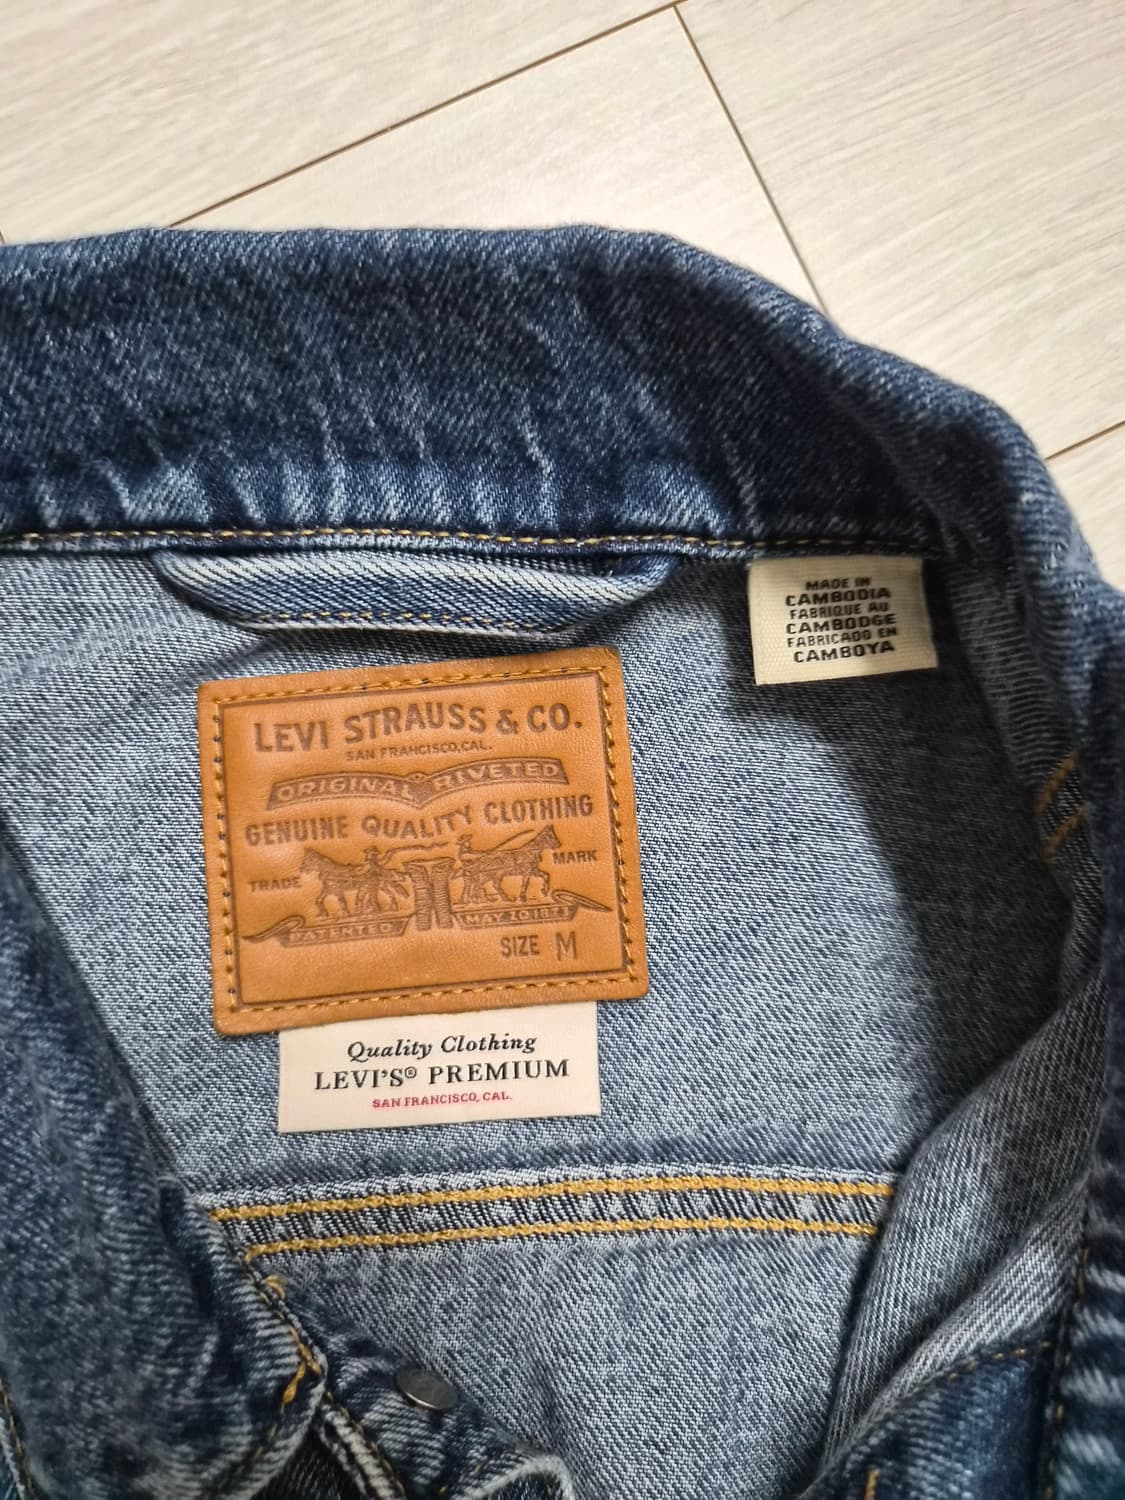 MADE IN
CAMBODIA
FABRIQUE AU
CAMBODGE
FABRICADO EN
CAMBOYA
LEVI STRAUSS & CO.
SAN FRANCISCO, CAL.
ORIGINAL RIVETED
GENUINE QUALITY CLOTHING
TRADE MARK
PATENTED MAY 20 1873
SIZE M
Quality Clothing
LEVI'S® PREMIUM
SAN FRANCISCO, CAL.